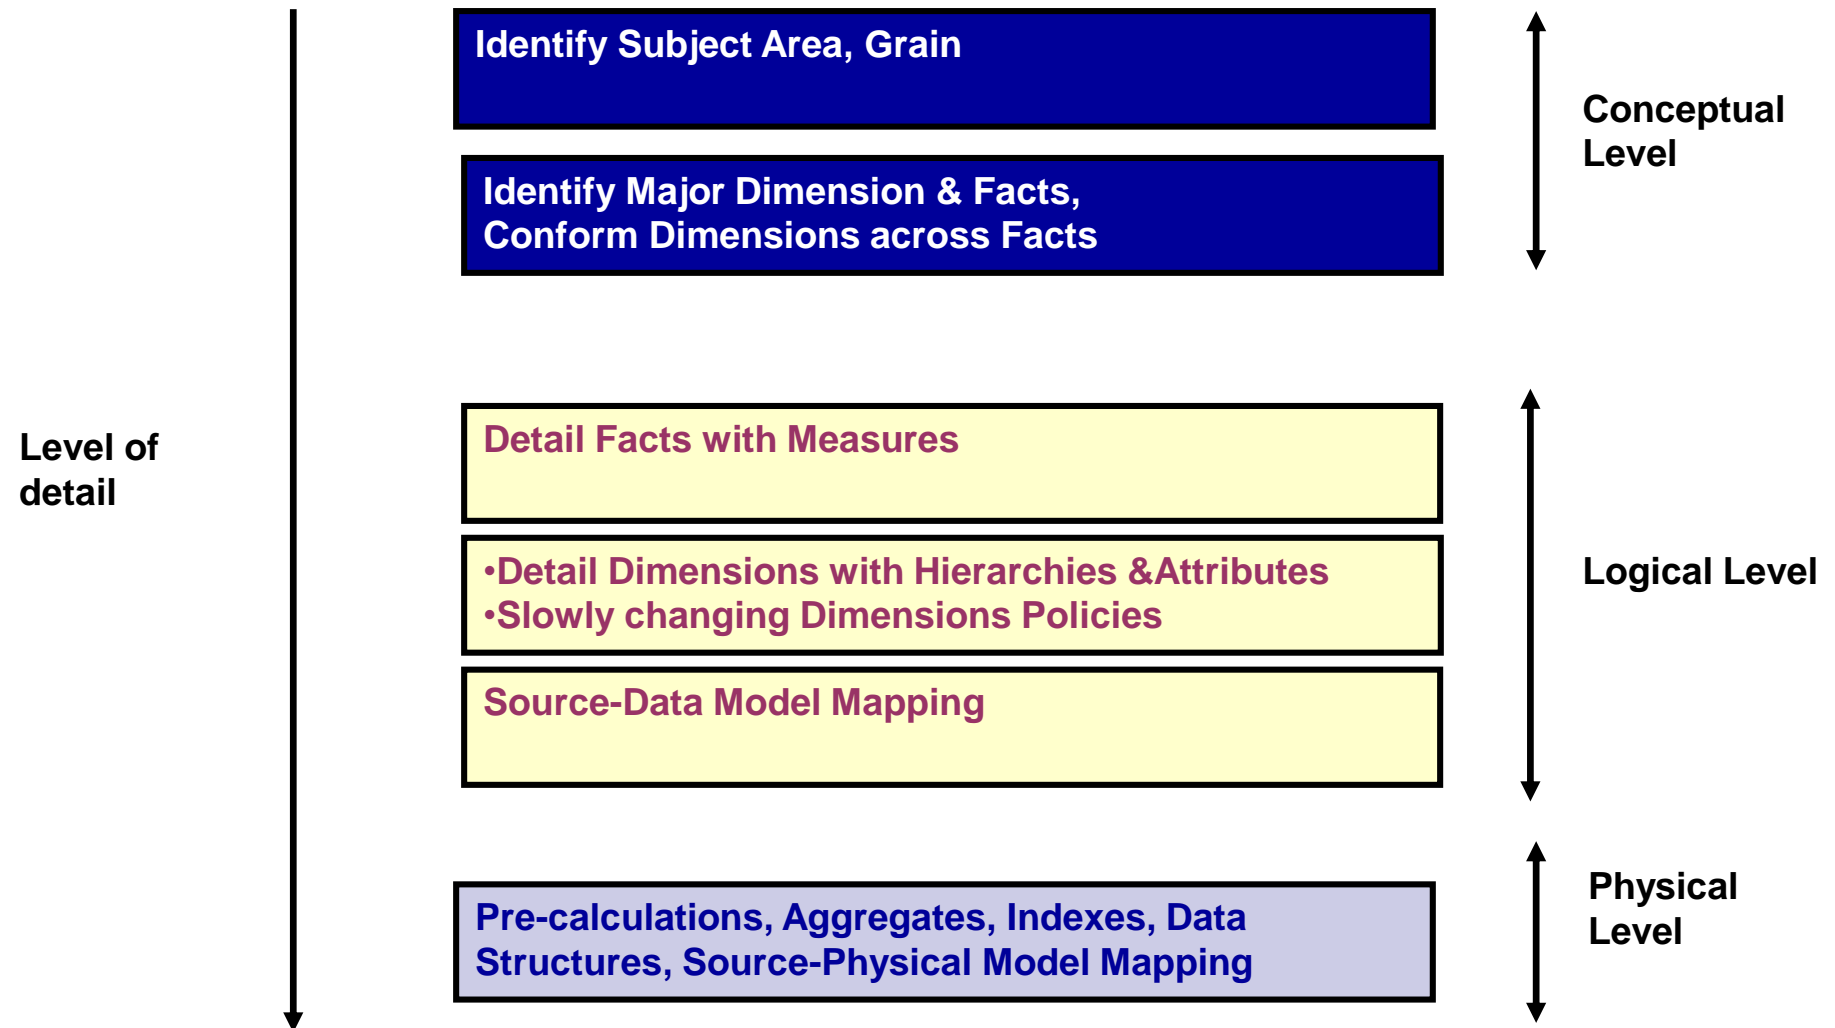 Identify Subject Area, Grain
Conceptual
Level
Identify Major Dimension & Facts,
Conform Dimensions across Facts
Level of
detail
Detail Facts with Measures
•Detail Dimensions with Hierarchies &Attributes
•Slowly changing Dimensions Policies
Logical Level
Source-Data Model Mapping
Physical
Level
Pre-calculations, Aggregates, Indexes, Data
Structures, Source-Physical Model Mapping